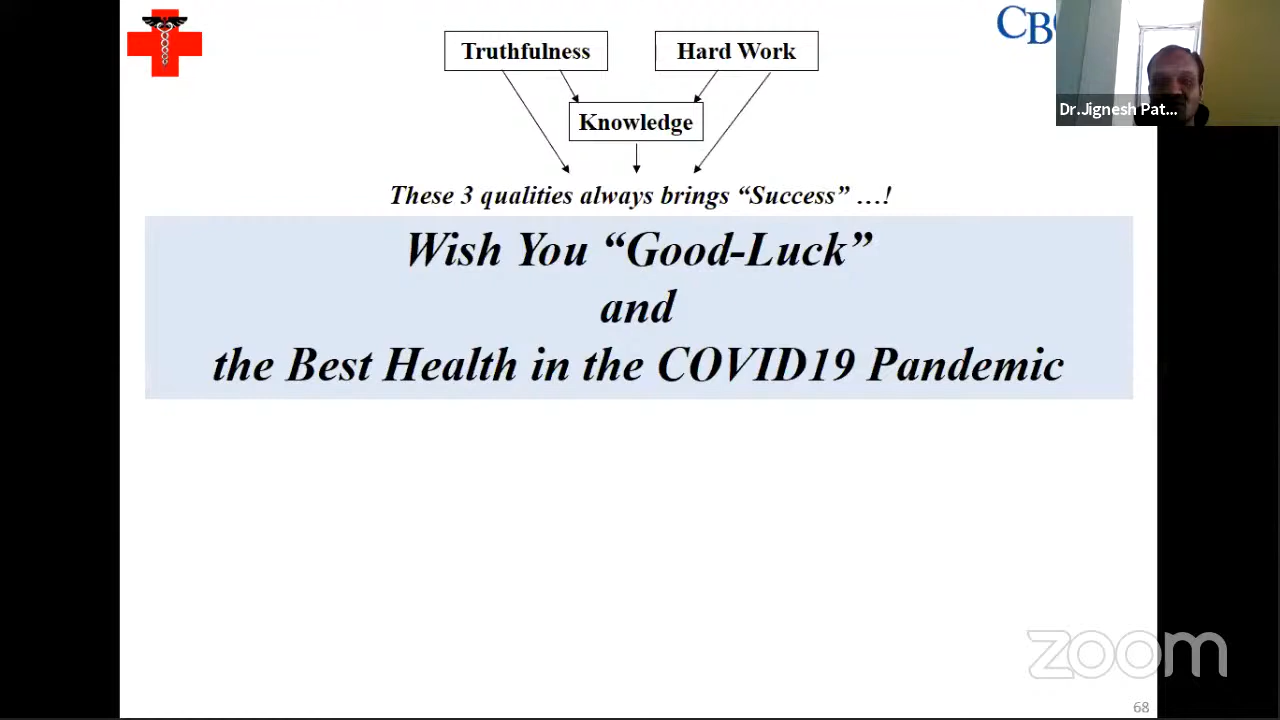 CB
Dr.Jignesh Pat...
Truthfulness
Hard Work
Knowledge
These 3 qualities always brings “Success” …!
Wish You “Good-Luck”
and
the Best Health in the COVID19 Pandemic
zoom
68